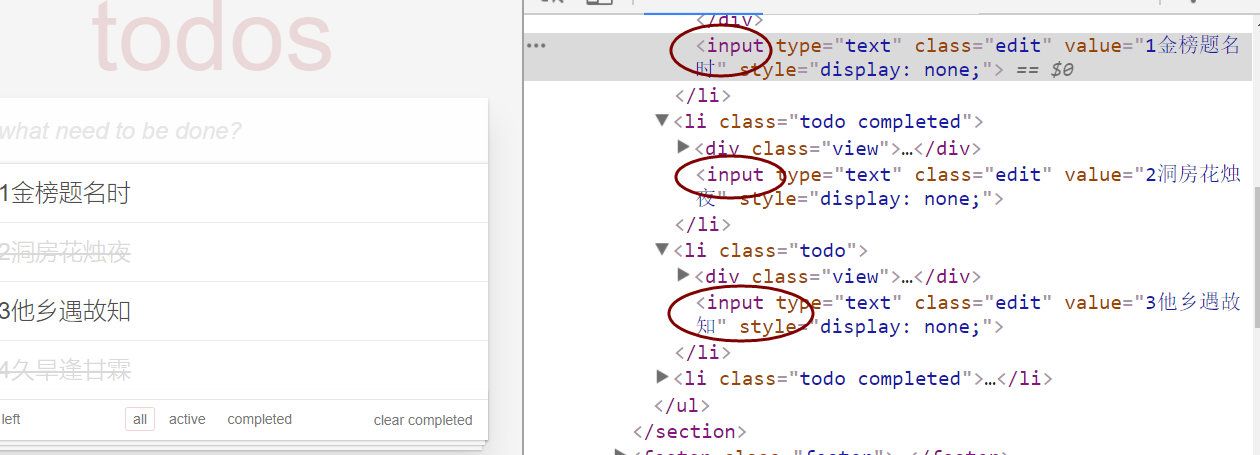 todos
what need to be done?
1金榜题名时
2洞房花烛夜
3他乡遇故知
4久旱逢甘霖
left
all active completed clear completed
</div>
<input type="text" class="edit" value="1金榜题名
时" style="display: none;"> == $0
</li>
<li class="todo completed">
<div class="view">…</div>
<input type="text" class="edit" value="2洞房花烛
夜" style="display: none;">
</li>
<li class="todo">
<div class="view">…</div>
<input type="text" class="edit" value="3他乡遇故
知" style="display: none;">
</li>
<li class="todo completed">…</li>
</ul>
</section>
<footer class="footer">…</footer>